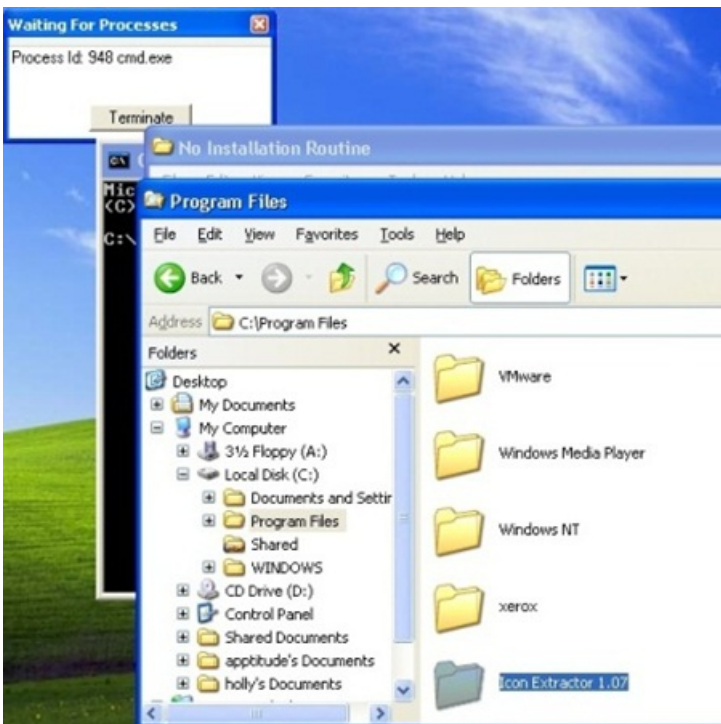 Waiting For Processes
Process Id: 948 cmd.exe
Terminate
No Installation Routine
Mic
(C)
C:\
Program Files
File Edit View Favorites Tools Help
Back Search Folders
Address C:\Program Files
Folders
Desktop
My Documents
My Computer
3½ Floppy (A:)
Local Disk (C:)
Documents and Settin
Program Files
Shared
WINDOWS
CD Drive (D:)
Control Panel
Shared Documents
apptitude's Documents
holly's Documents
VMware
Windows Media Player
Windows NT
xerox
Icon Extractor 1.07